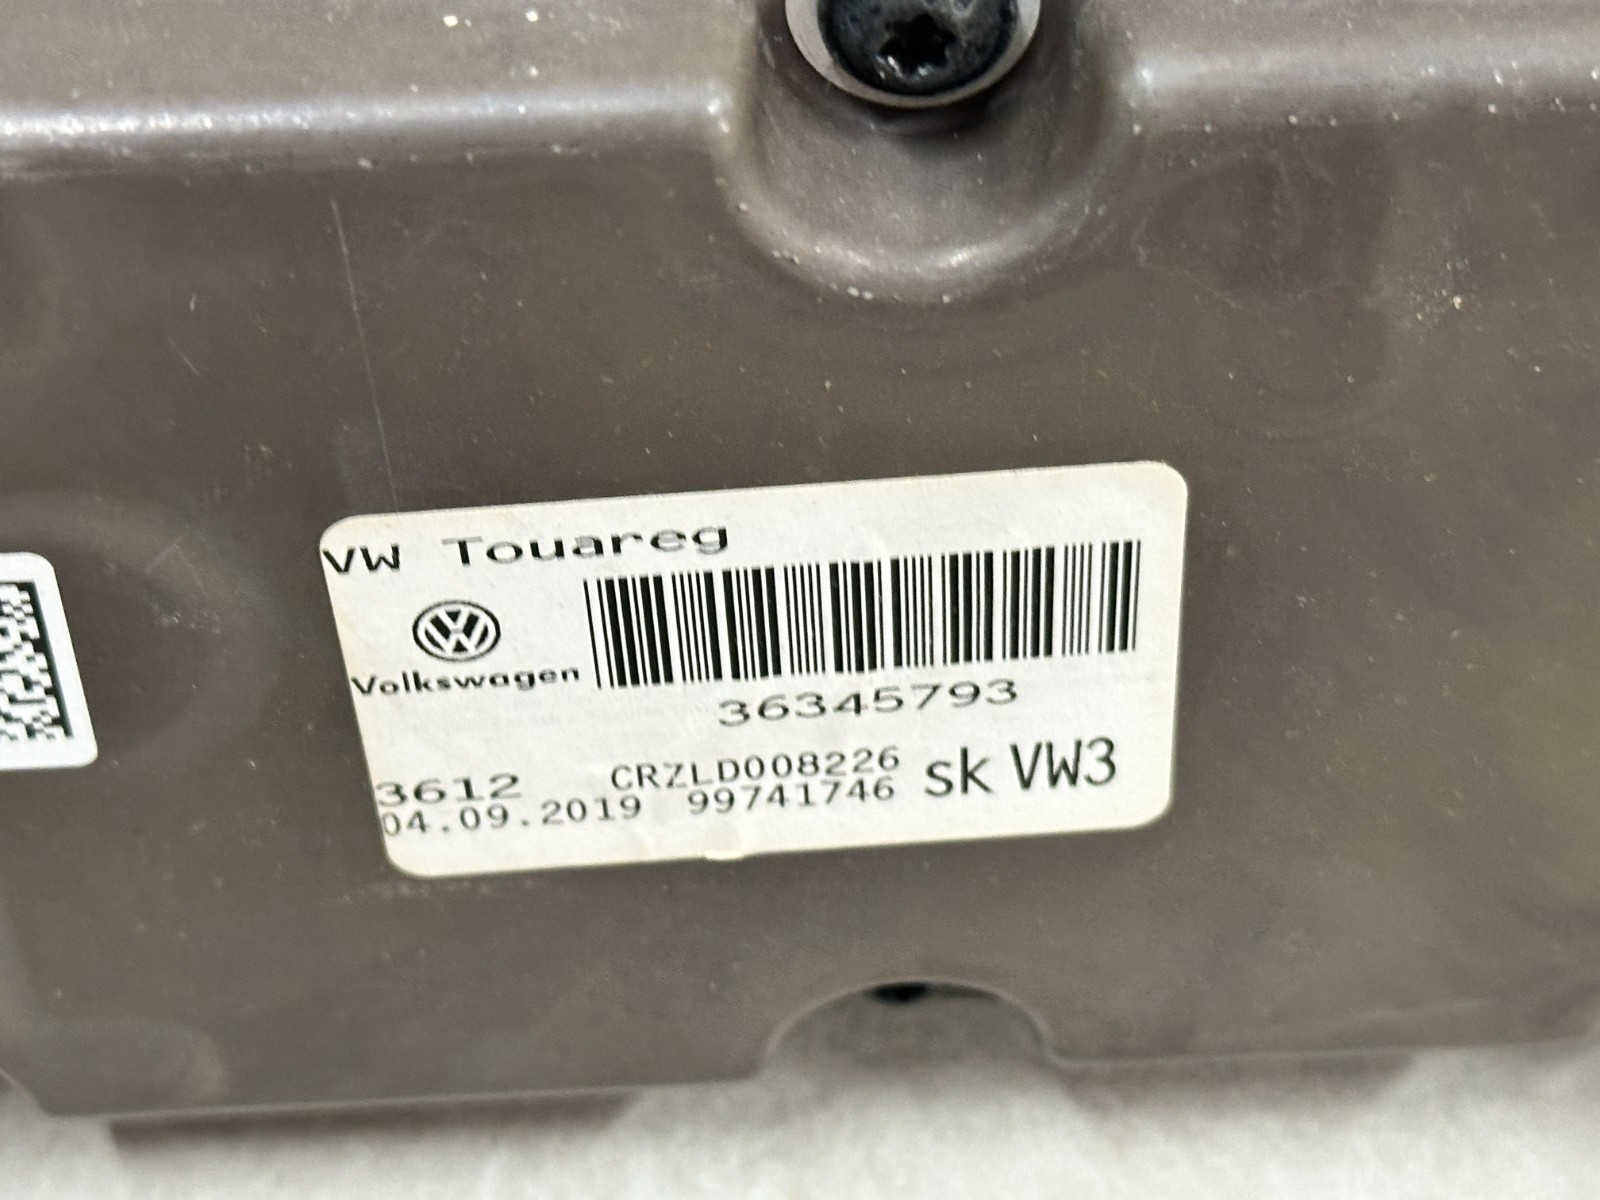 VW Touareg
Volkswagen
36345793
3612 CRZLD008226 sk VW3
04.09.2019 99741746